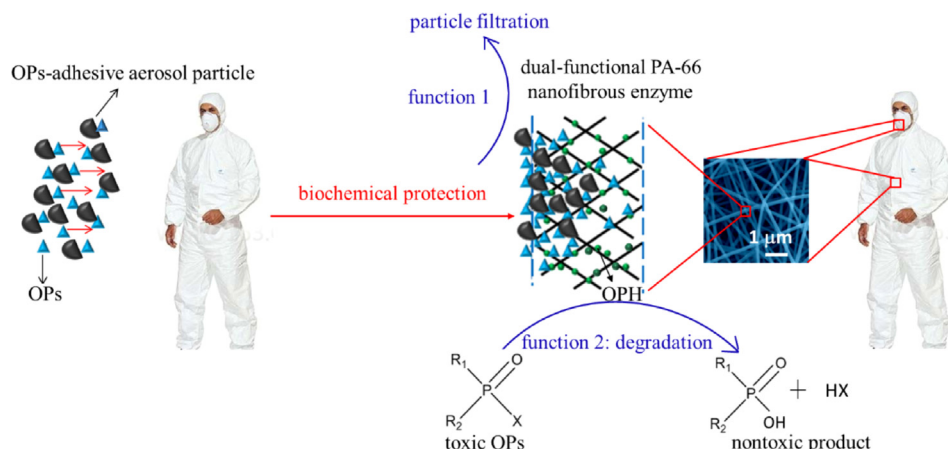 particle filtration
OPs-adhesive aerosol particle
function 1
dual-functional PA-66
nanofibrous enzyme
biochemical protection
1 μm
OPs
OPH
function 2: degradation
R1
O
P
R2
X
toxic OPs
R1
O
P
R2
OH
+ HX
nontoxic product